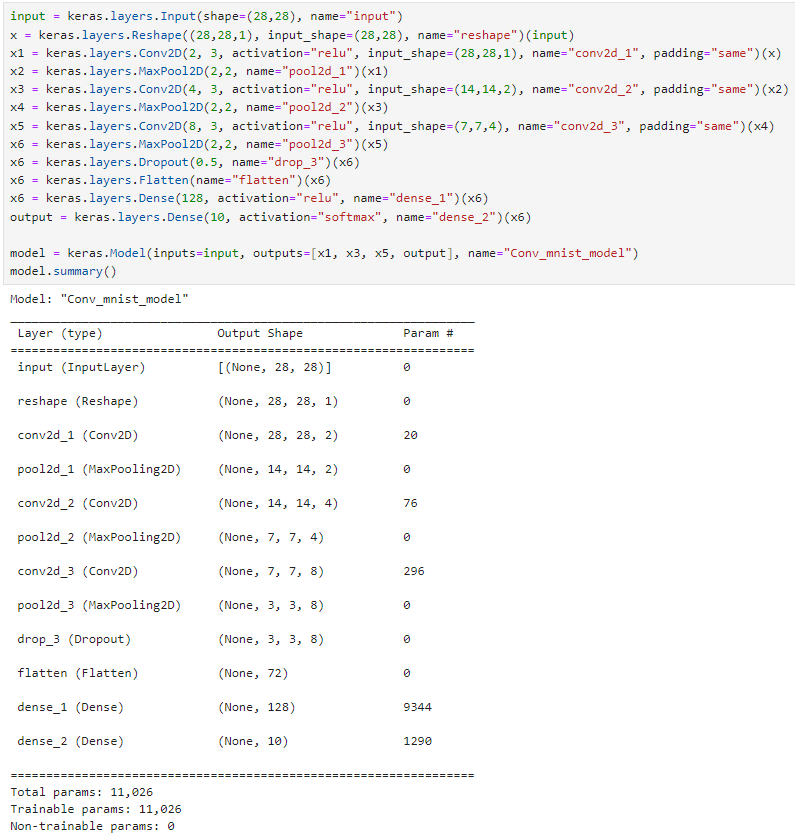 input = keras.layers.Input(shape=(28,28), name="input")
x = keras.layers.Reshape((28,28,1), input_shape=(28,28), name="reshape")(input)
x1 = keras.layers.Conv2D(2, 3, activation="relu", input_shape=(28,28,1), name="conv2d_1", padding="same")(x)
x2 = keras.layers.MaxPool2D(2,2, name="pool2d_1")(x1)
x3 = keras.layers.Conv2D(4, 3, activation="relu", input_shape=(14,14,2), name="conv2d_2", padding="same")(x2)
x4 = keras.layers.MaxPool2D(2,2, name="pool2d_2")(x3)
x5 = keras.layers.Conv2D(8, 3, activation="relu", input_shape=(7,7,4), name="conv2d_3", padding="same")(x4)
x6 = keras.layers.MaxPool2D(2,2, name="pool2d_3")(x5)
x6 = keras.layers.Dropout(0.5, name="drop_3")(x6)
x6 = keras.layers.Flatten(name="flatten")(x6)
x6 = keras.layers.Dense(128, activation="relu", name="dense_1")(x6)
output = keras.layers.Dense(10, activation="softmax", name="dense_2")(x6)

model = keras.Model(inputs=input, outputs=[x1, x3, x5, output], name="Conv_mnist_model")
model.summary()
Model: "Conv_mnist_model"
_________________________________________________________________
Layer (type) Output Shape Param #
=================================================================
input (InputLayer) [(None, 28, 28)] 0
reshape (Reshape) (None, 28, 28, 1) 0
conv2d_1 (Conv2D) (None, 28, 28, 2) 20
pool2d_1 (MaxPooling2D) (None, 14, 14, 2) 0
conv2d_2 (Conv2D) (None, 14, 14, 4) 76
pool2d_2 (MaxPooling2D) (None, 7, 7, 4) 0
conv2d_3 (Conv2D) (None, 7, 7, 8) 296
pool2d_3 (MaxPooling2D) (None, 3, 3, 8) 0
drop_3 (Dropout) (None, 3, 3, 8) 0
flatten (Flatten) (None, 72) 0
dense_1 (Dense) (None, 128) 9344
dense_2 (Dense) (None, 10) 1290
=================================================================
Total params: 11,026
Trainable params: 11,026
Non-trainable params: 0